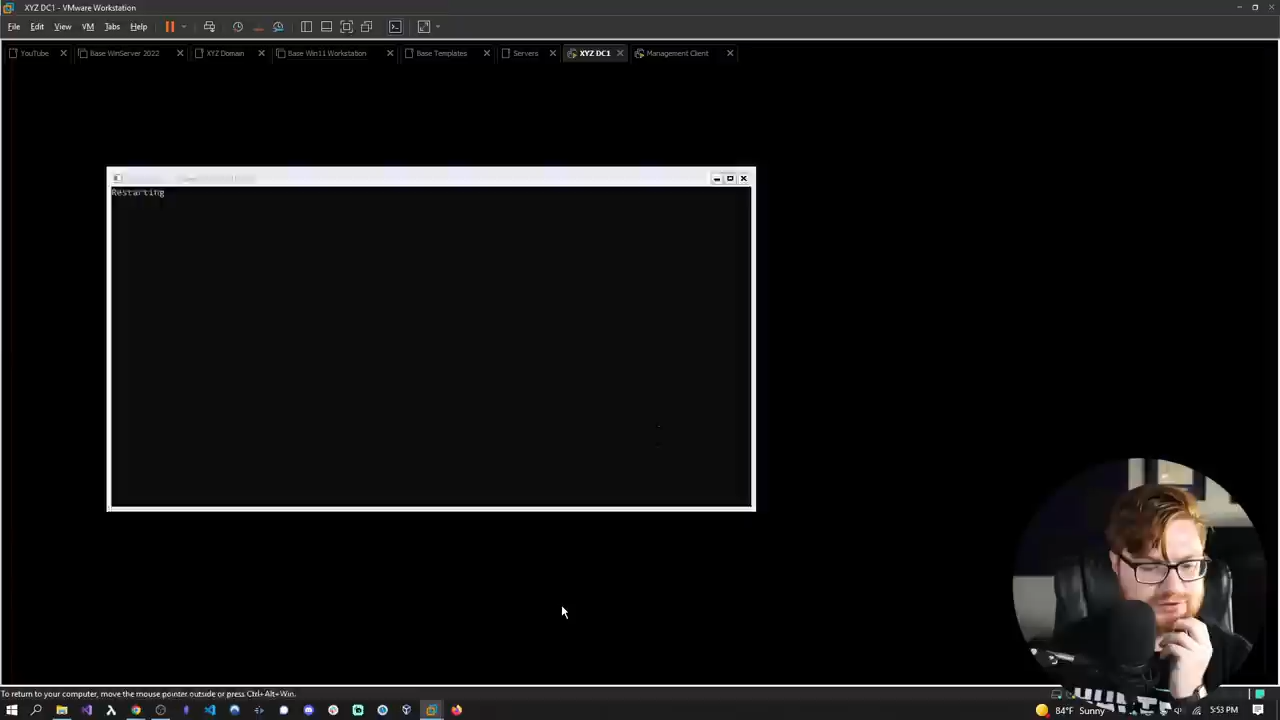 XYZ DC1 - VMware Workstation
File Edit View VM Tabs Help
YouTube Base WinServer 2022 XYZ Domain Base Win11 Workstation Base Templates Servers XYZ DC1 Management Client
Restarting
To return to your computer, move the mouse pointer outside or press Ctrl+Alt+Win.
84°F Sunny 5:53 PM